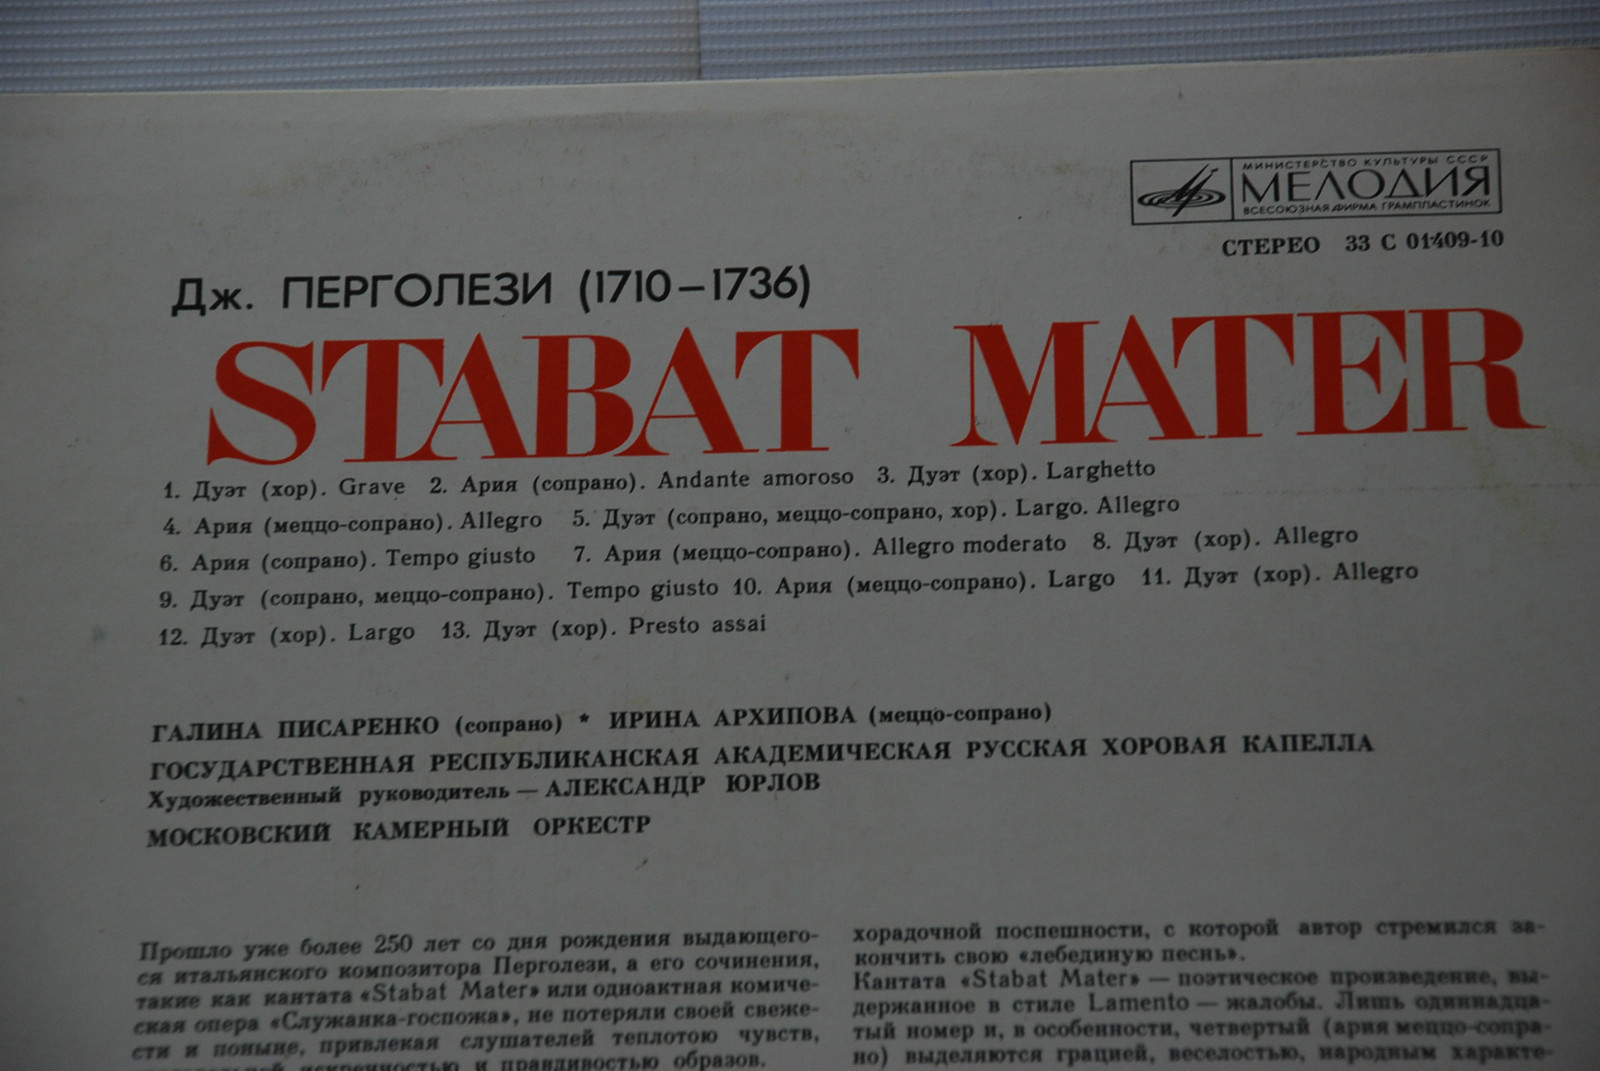 МИНИСТЕРСТВО КУЛЬТУРЫ СССР
МЕЛОДИЯ
ВСЕСОЮЗНАЯ ФИРМА ГРАМПЛАСТИНОК
СТЕРЕО 33 С 01409-10
Дж. ПЕРГОЛЕЗИ (1710–1736)
STABAT MATER
1. Дуэт (хор). Grave 2. Ария (сопрано). Andante amoroso 3. Дуэт (хор). Larghetto
4. Ария (меццо-сопрано). Allegro 5. Дуэт (сопрано, меццо-сопрано, хор). Largo. Allegro
6. Ария (сопрано). Tempo giusto 7. Ария (меццо-сопрано). Allegro moderato 8. Дуэт (хор). Allegro
9. Дуэт (сопрано, меццо-сопрано). Tempo giusto 10. Ария (меццо-сопрано). Largo 11. Дуэт (хор). Allegro
12. Дуэт (хор). Largo 13. Дуэт (хор). Presto assai
ГАЛИНА ПИСАРЕНКО (сопрано) * ИРИНА АРХИПОВА (меццо-сопрано)
ГОСУДАРСТВЕННАЯ РЕСПУБЛИКАНСКАЯ АКАДЕМИЧЕСКАЯ РУССКАЯ ХОРОВАЯ КАПЕЛЛА
Художественный руководитель — АЛЕКСАНДР ЮРЛОВ
МОСКОВСКИЙ КАМЕРНЫЙ ОРКЕСТР
Прошло уже более 250 лет со дня рождения выдающего-
ся итальянского композитора Перголези, а его сочинения,
такие как кантата «Stabat Mater» или одноактная комиче-
ская опера «Служанка-госпожа», не потеряли своей свеже-
сти и поныне, привлекая слушателей теплотою чувств,
искренностью и правдивостью образов.
хорадочной поспешности, с которой автор стремился за-
кончить свою «лебединую песнь».
Кантата «Stabat Mater» — поэтическое произведение, вы-
держанное в стиле Lamento — жалобы. Лишь одиннадца-
тый номер и, в особенности, четвертый (ария меццо-сопра-
но) выделяются грацией, веселостью, народным характе-